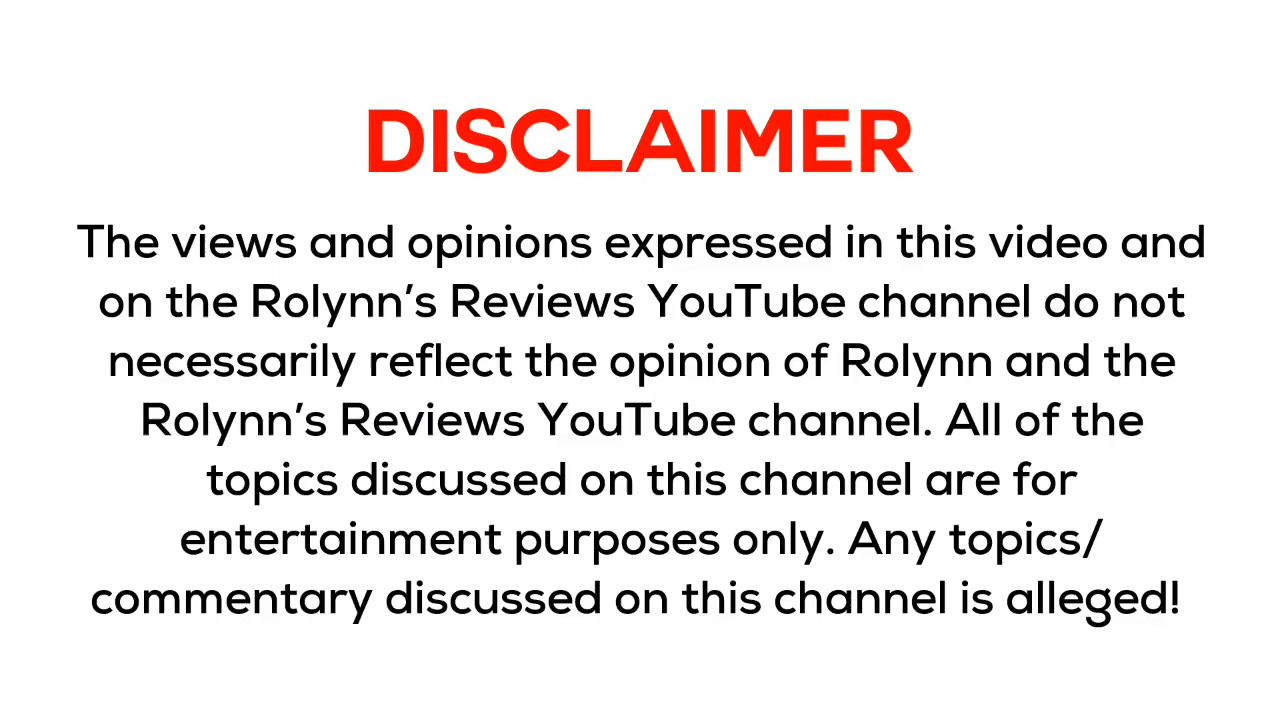 DISCLAIMER
The views and opinions expressed in this video and
on the Rolynn’s Reviews YouTube channel do not
necessarily reflect the opinion of Rolynn and the
Rolynn’s Reviews YouTube channel. All of the
topics discussed on this channel are for
entertainment purposes only. Any topics/
commentary discussed on this channel is alleged!